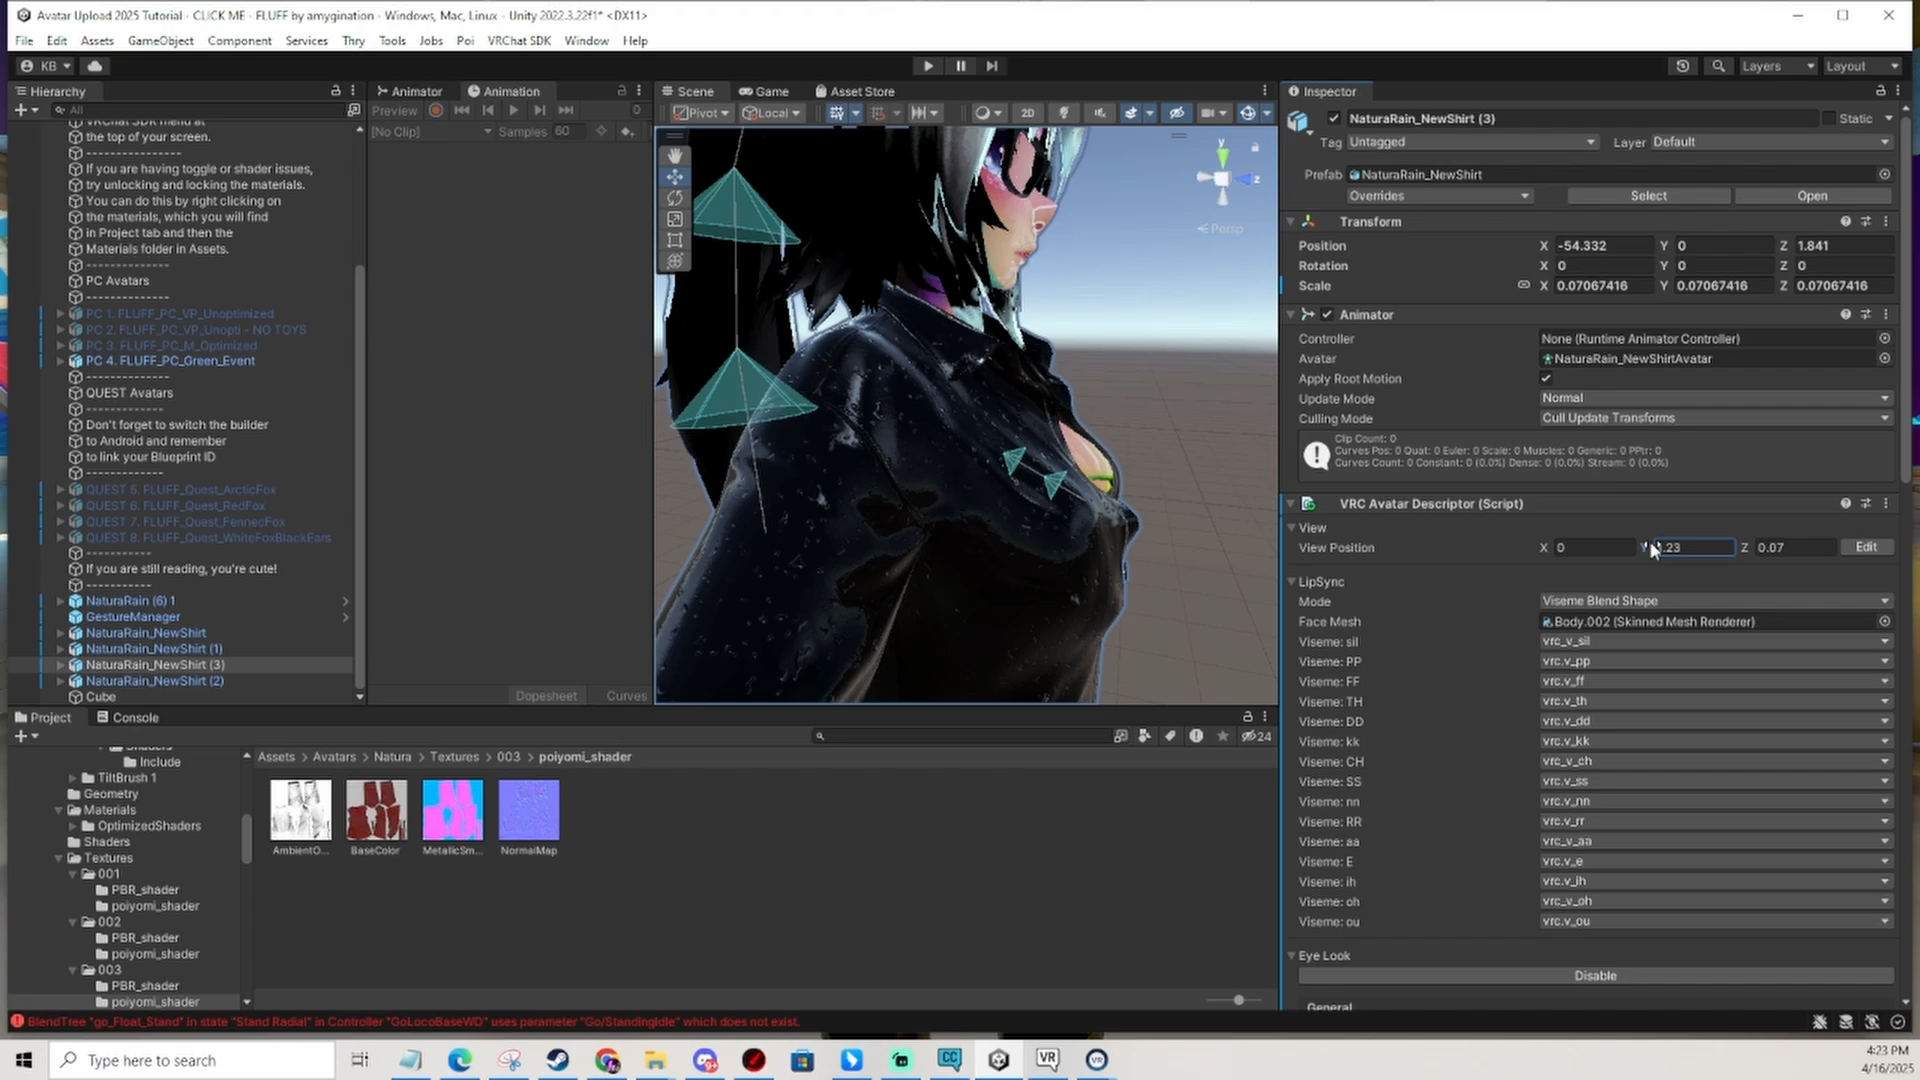 Avatar Upload 2025 Tutorial - CLICK ME - FLUFF by amygination - Windows, Mac, Linux - Unity 2022.3.22f1* <DX11>
File Edit Assets GameObject Component Services Thry Tools Jobs Poi VRChat SDK Window Help
KB Layers Layout
Hierarchy Animator Animation Scene Game Asset Store Inspector
All Preview 0 Pivot Local 2D
[No Clip] Samples 60
VRChat SDK menu at
the top of your screen.
----------------
If you are having toggle or shader issues,
try unlocking and locking the materials.
You can do this by right clicking on
the materials, which you will find
in Project tab and then the
Materials folder in Assets.
--------------
PC Avatars
--------------
PC 1. FLUFF_PC_VP_Unoptimized
PC 2. FLUFF_PC_VP_Unopti - NO TOYS
PC 3. FLUFF_PC_M_Optimized
PC 4. FLUFF_PC_Green_Event
--------------
QUEST Avatars
-------------
Don't forget to switch the builder
to Android and remember
to link your Blueprint ID
-------------
QUEST 5. FLUFF_Quest_ArcticFox
QUEST 6. FLUFF_Quest_RedFox
QUEST 7. FLUFF_Quest_FennecFox
QUEST 8. FLUFF_Quest_WhiteFoxBlackEars
-----------
If you are still reading, you're cute!
-----------
NaturaRain (6) 1
GestureManager
NaturaRain_NewShirt
NaturaRain_NewShirt (1)
NaturaRain_NewShirt (3)
NaturaRain_NewShirt (2)
Cube
Dopesheet Curves
y
z
Persp
NaturaRain_NewShirt (3) Static
Tag Untagged Layer Default
Prefab NaturaRain_NewShirt
Overrides Select Open
Transform
Position X -54.332 Y 0 Z 1.841
Rotation X 0 Y 0 Z 0
Scale X 0.07067416 Y 0.07067416 Z 0.07067416
Animator
Controller None (Runtime Animator Controller)
Avatar NaturaRain_NewShirtAvatar
Apply Root Motion
Update Mode Normal
Culling Mode Cull Update Transforms
Clip Count: 0
Curves Pos: 0 Quat: 0 Euler: 0 Scale: 0 Muscles: 0 Generic: 0 PPtr: 0
Curves Count: 0 Constant: 0 (0.0%) Dense: 0 (0.0%) Stream: 0 (0.0%)
VRC Avatar Descriptor (Script)
View
View Position X 0 Y .23 Z 0.07 Edit
LipSync
Mode Viseme Blend Shape
Face Mesh Body.002 (Skinned Mesh Renderer)
Viseme: sil vrc_v_sil
Viseme: PP vrc.v_pp
Viseme: FF vrc.v_ff
Viseme: TH vrc.v_th
Viseme: DD vrc.v_dd
Viseme: kk vrc.v_kk
Viseme: CH vrc.v_ch
Viseme: SS vrc.v_ss
Viseme: nn vrc.v_nn
Viseme: RR vrc.v_rr
Viseme: aa vrc_v_aa
Viseme: E vrc.v_e
Viseme: ih vrc.v_ih
Viseme: oh vrc_v_oh
Viseme: ou vrc.v_ou
Eye Look
Disable
General
Project Console
24
Shaders
Include
TiltBrush 1
Geometry
Materials
OptimizedShaders
Shaders
Textures
001
PBR_shader
poiyomi_shader
002
PBR_shader
poiyomi_shader
003
PBR_shader
poiyomi_shader
Assets > Avatars > Natura > Textures > 003 > poiyomi_shader
AmbientO... BaseColor MetallicSm... NormalMap
BlendTree "go_Float_Stand" in state "Stand Radial" in Controller "GoLocoBaseWD" uses parameter "Go/StandingIdle" which does not exist.
Type here to search
CC VR
4:23 PM
4/16/2025